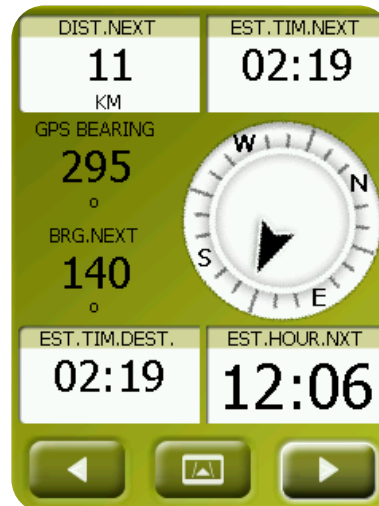 DIST.NEXT
11
KM
EST.TIM.NEXT
02:19
GPS BEARING
295
°
BRG.NEXT
140
°
W
N
S
E
EST.TIM.DEST.
02:19
EST.HOUR.NXT
12:06